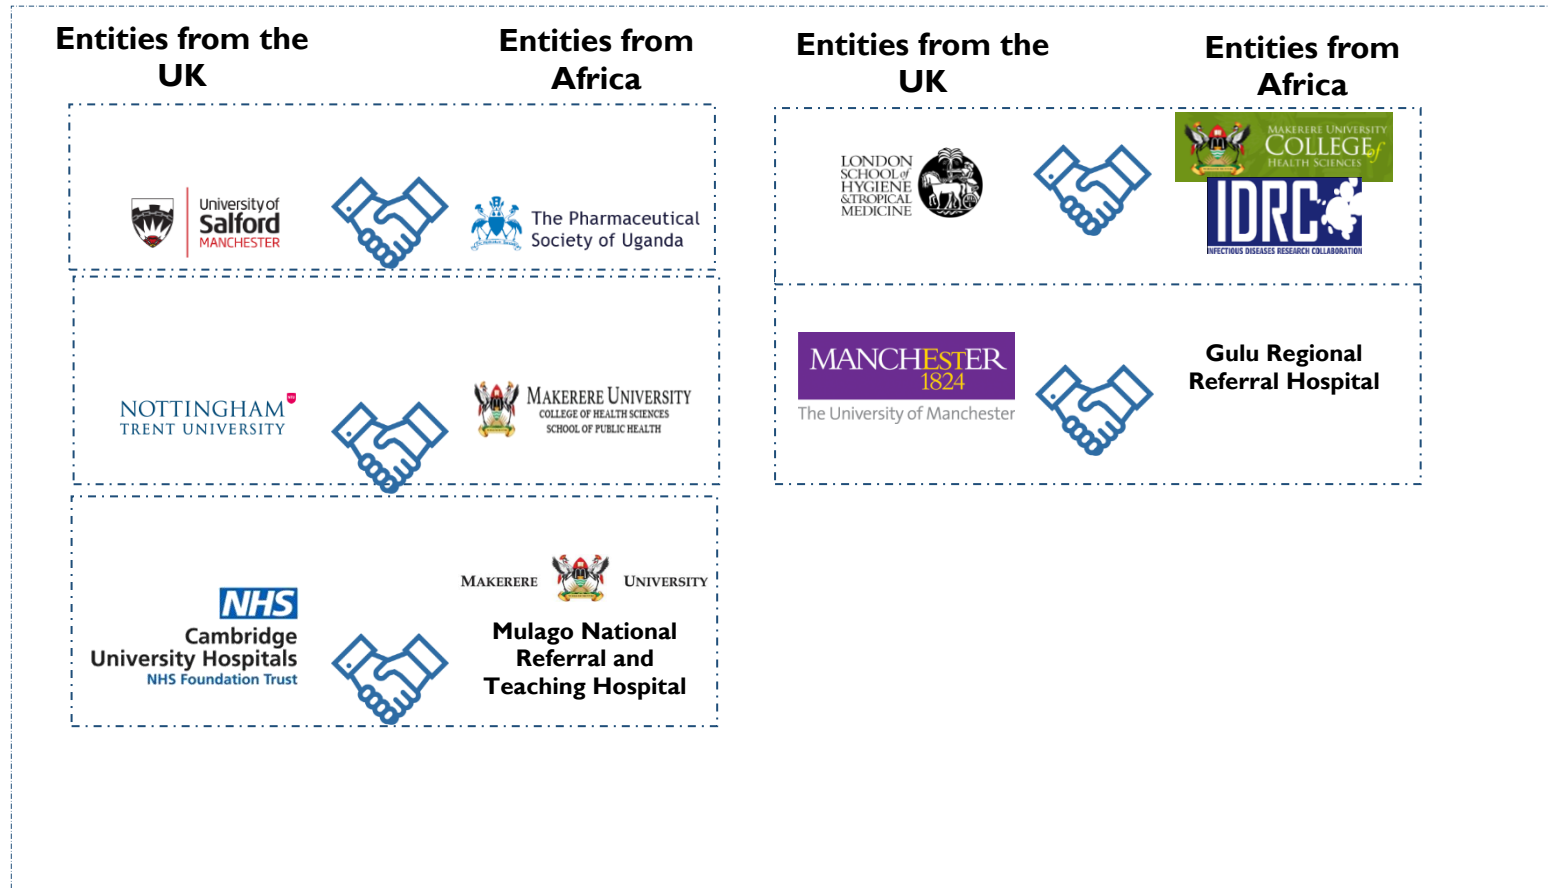 Entities from the
UK
Entities from
Africa
University of
Salford
MANCHESTER
The Pharmaceutical
Society of Uganda
NOTTINGHAM
TRENT UNIVERSITY
MAKERERE UNIVERSITY
COLLEGE OF HEALTH SCIENCES
SCHOOL OF PUBLIC HEALTH
NHS
Cambridge
University Hospitals
NHS Foundation Trust
MAKERERE UNIVERSITY
Mulago National
Referral and
Teaching Hospital
Entities from the
UK
Entities from
Africa
LONDON
SCHOOL of
HYGIENE
&TROPICAL
MEDICINE
MAKERERE UNIVERSITY
COLLEGE of
HEALTH SCIENCES
IDRC
INFECTIOUS DISEASES RESEARCH COLLABORATION
MANCHESTER
1824
The University of Manchester
Gulu Regional
Referral Hospital